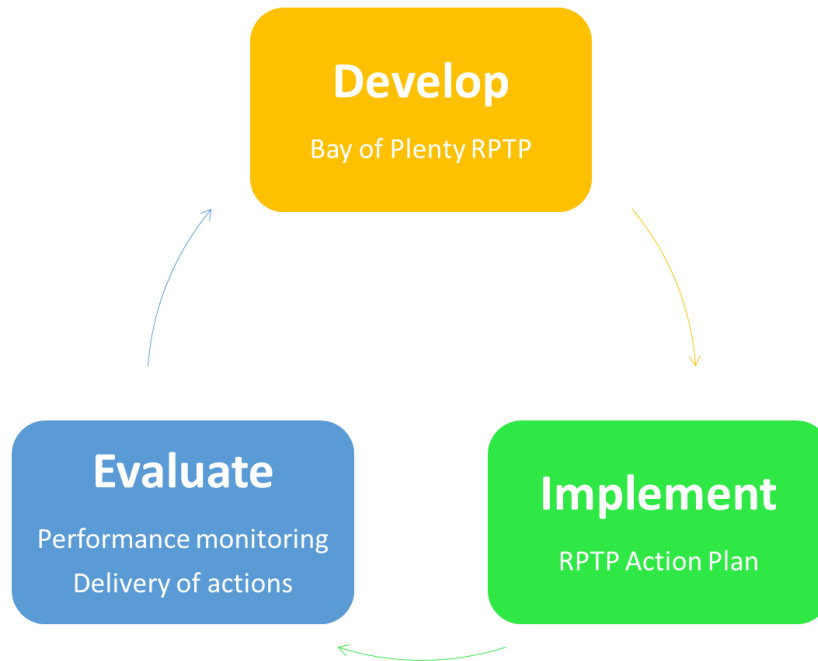 Develop
Bay of Plenty RPTP
Evaluate
Performance monitoring
Delivery of actions
Implement
RPTP Action Plan